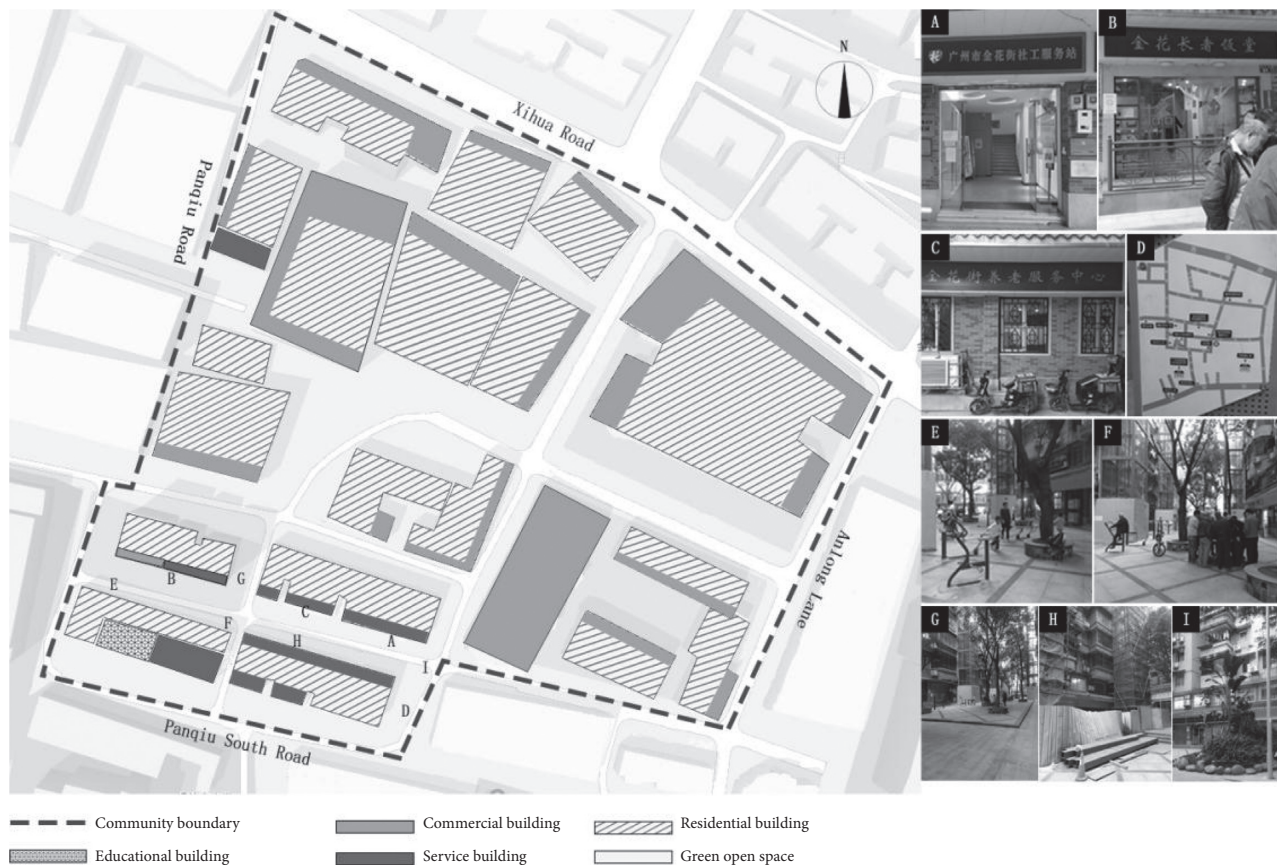 Xihua Road
N
Panqiu Road
Anlong Lane
Panqiu South Road
E
B
G
C
F
A
H
I
D
A
广州市金花街社工服务站
B
金花长者饭堂
C
金花街养老服务中心
D
E
F
G
H
I
Community boundary
Commercial building
Residential building
Educational building
Service building
Green open space